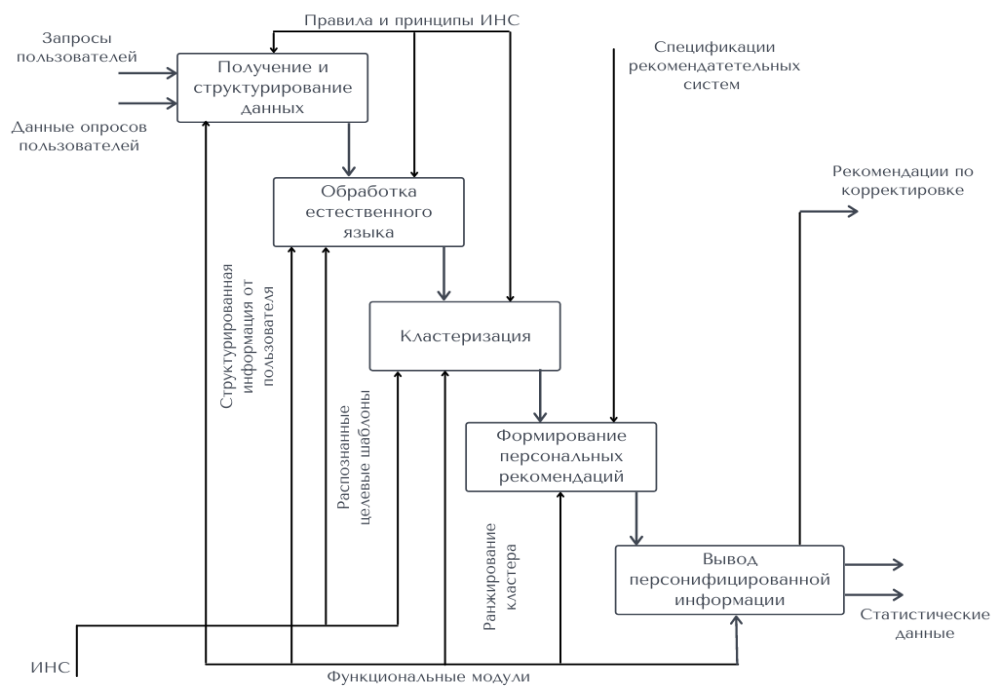 Правила и принципы ИНС
Запросы
пользователей
Данные опросов
пользователей
Получение и
структурирование
данных
Спецификации
рекомендатетельных
систем
Обработка
естественного
языка
Рекомендации по
корректировке
Структурированная
информация от
пользователя
Кластеризация
Распознанные
целевые шаблоны
Формирование
персональных
рекомендаций
Ранжирование
кластера
Вывод
персонифицированной
информации
Статистические
данные
ИНС
Функциональные модули